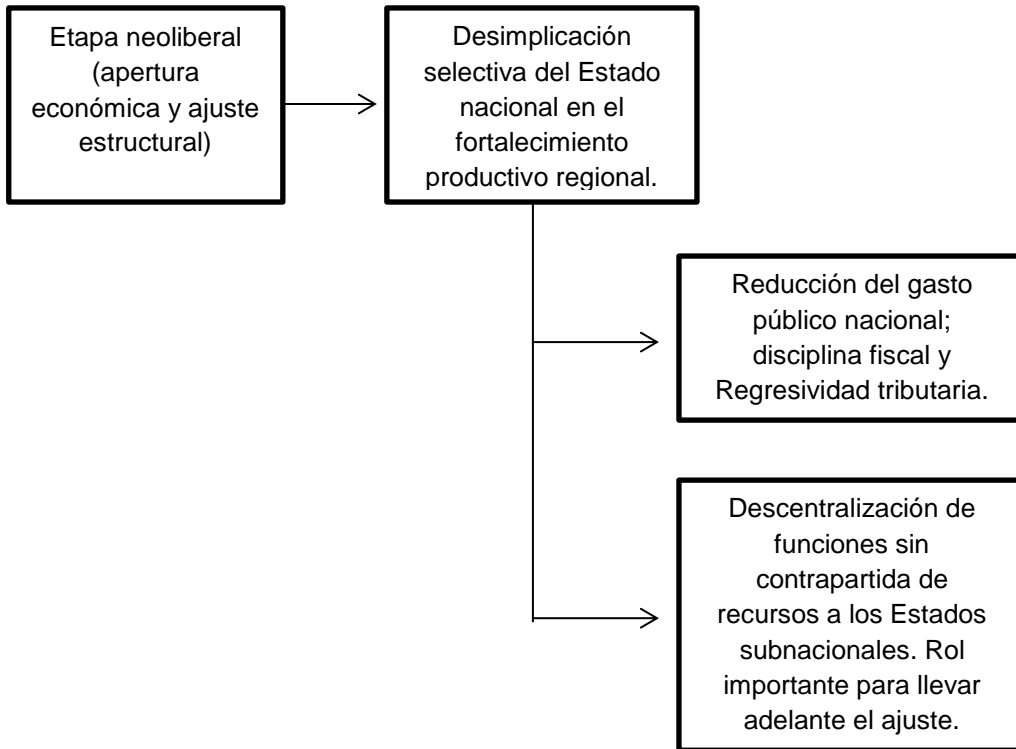 Etapa neoliberal
(apertura
económica y ajuste
estructural)
Desimplicación
selectiva del Estado
nacional en el
fortalecimiento
productivo regional.
Reducción del gasto
público nacional;
disciplina fiscal y
Regresividad tributaria.
Descentralización de
funciones sin
contrapartida de
recursos a los Estados
subnacionales. Rol
importante para llevar
adelante el ajuste.